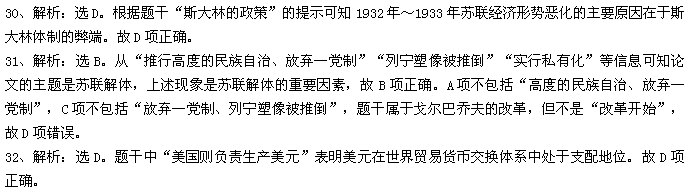 30、解析：选 D。根据题干“斯大林的政策”的提示可知 1932 年～1933 年苏联经济形势恶化的主要原因在于斯
大林体制的弊端。故 D 项正确。
31、解析：选 B。从“推行高度的民族自治、放弃一党制”“列宁塑像被推倒”“实行私有化”等信息可知论
文的主题是苏联解体，上述现象是苏联解体的重要因素，故 B 项正确。A 项不包括“高度的民族自治、放弃一
党制”，C 项不包括“放弃一党制、列宁塑像被推倒”，题干属于戈尔巴乔夫的改革，但不是“改革开始”，
故 D 项错误。
32、解析：选 D。题干中“美国则负责生产美元”表明美元在世界贸易货币交换体系中处于支配地位。故 D 项
正确。